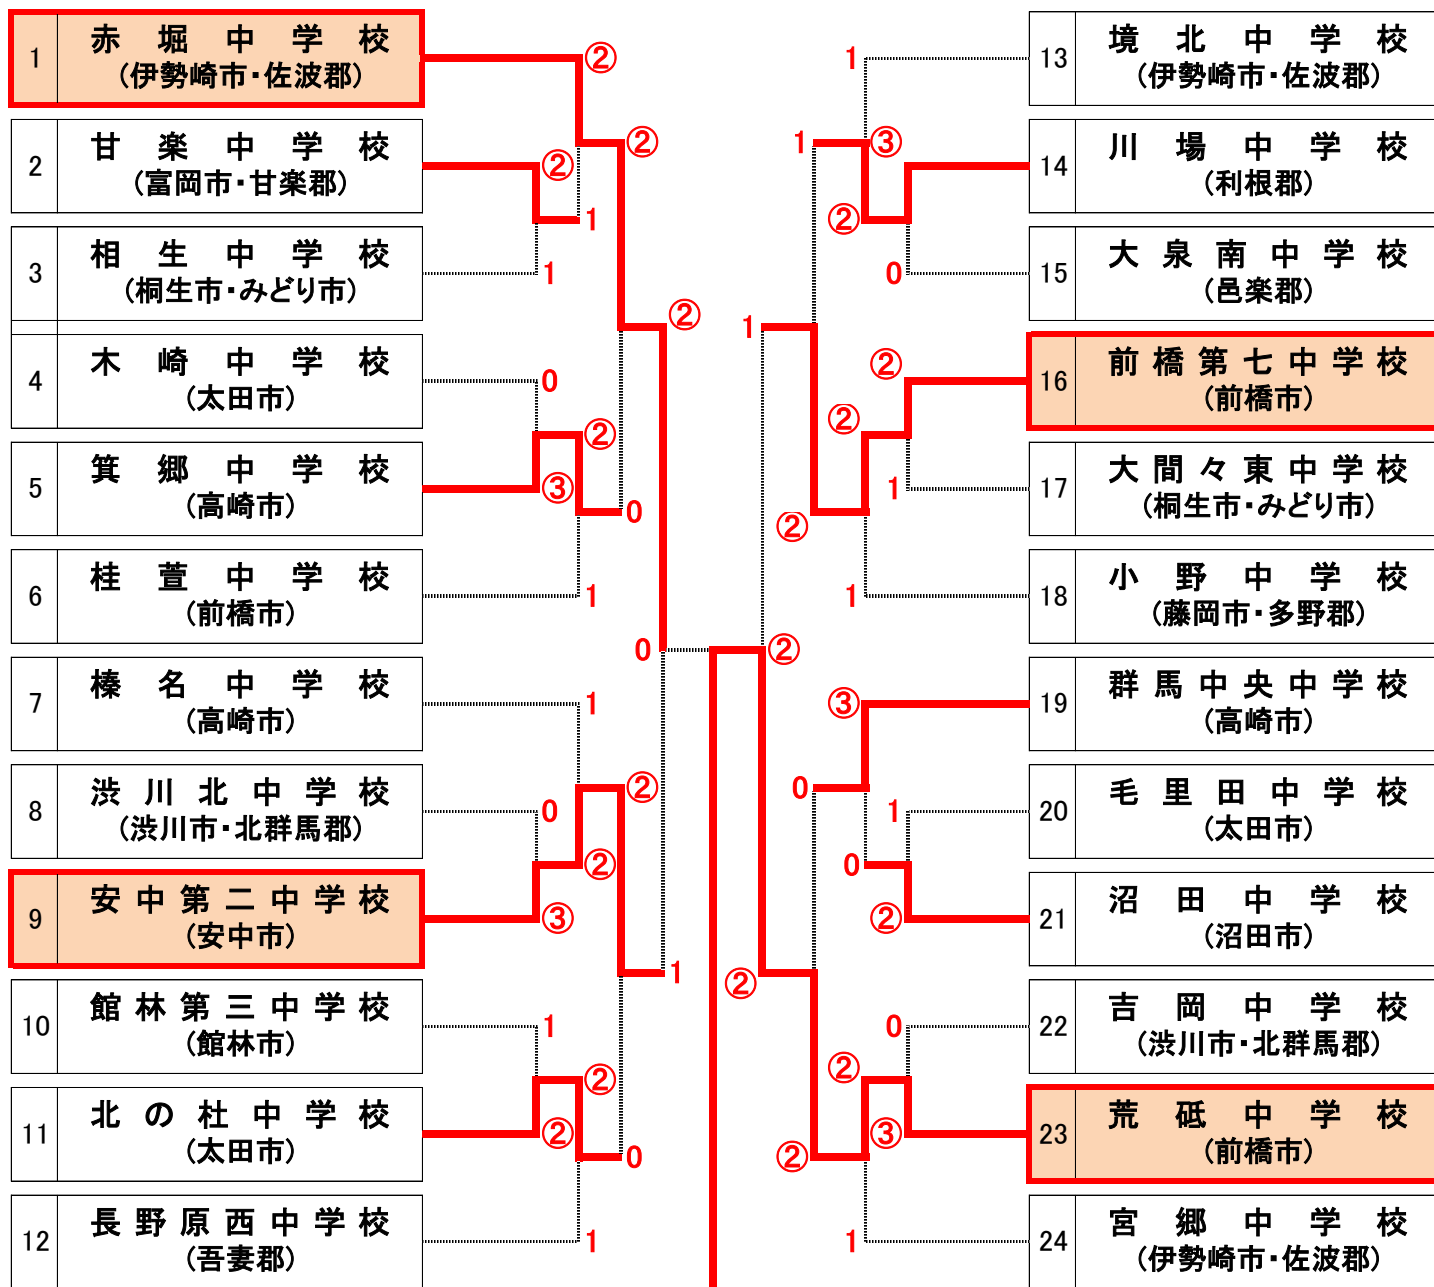 1
赤堀中学校
(伊勢崎市・佐波郡)
2
甘楽中学校
(富岡市・甘楽郡)
3
相生中学校
(桐生市・みどり市)
4
木崎中学校
(太田市)
5
箕郷中学校
(高崎市)
6
桂萱中学校
(前橋市)
7
榛名中学校
(高崎市)
8
渋川北中学校
(渋川市・北群馬郡)
9
安中第二中学校
(安中市)
10
館林第三中学校
(館林市)
11
北の杜中学校
(太田市)
12
長野原西中学校
(吾妻郡)
②
②
②
1
1
②
0
②
③
0
1
0
1
②
0
②
③
1
1
②
②
0
1
1
③
1
②
0
1
②
②
1
②
1
②
③
0
1
0
②
②
0
②
③
②
1
13
境北中学校
(伊勢崎市・佐波郡)
14
川場中学校
(利根郡)
15
大泉南中学校
(邑楽郡)
16
前橋第七中学校
(前橋市)
17
大間々東中学校
(桐生市・みどり市)
18
小野中学校
(藤岡市・多野郡)
19
群馬中央中学校
(高崎市)
20
毛里田中学校
(太田市)
21
沼田中学校
(沼田市)
22
吉岡中学校
(渋川市・北群馬郡)
23
荒砥中学校
(前橋市)
24
宮郷中学校
(伊勢崎市・佐波郡)